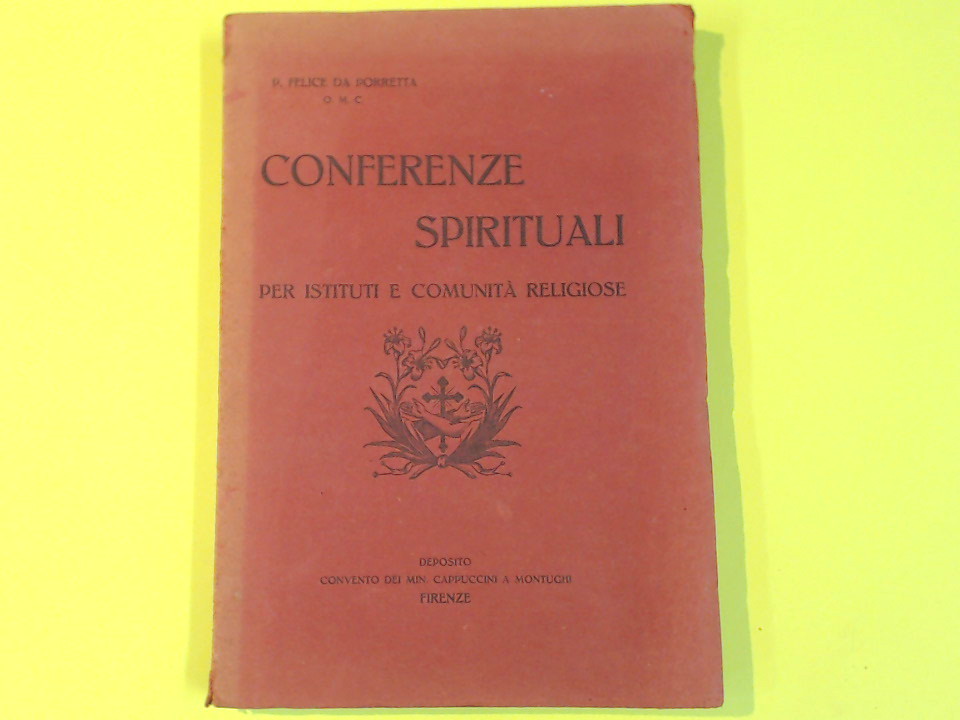 P. FELICE DA PORRETTA
O. M. C.
CONFERENZE
SPIRITUALI
PER ISTITUTI E COMUNITÀ RELIGIOSE
DEPOSITO
CONVENTO DEI MIN. CAPPUCCINI A MONTUGHI
FIRENZE